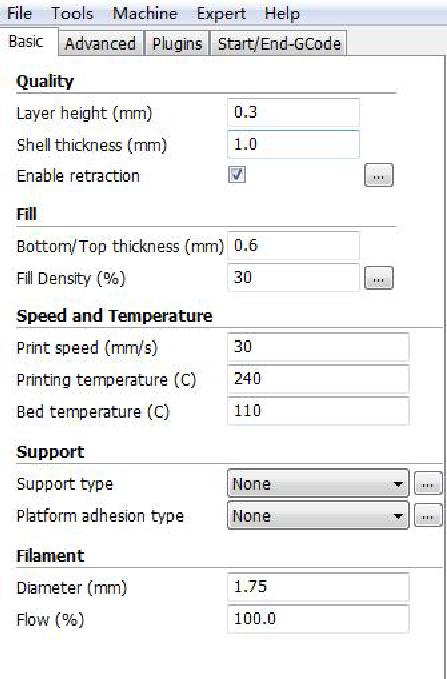 File Tools Machine Expert Help
Basic Advanced Plugins Start/End-GCode
Quality
Layer height (mm) 0.3
Shell thickness (mm) 1.0
Enable retraction ...
Fill
Bottom/Top thickness (mm) 0.6
Fill Density (%) 30 ...
Speed and Temperature
Print speed (mm/s) 30
Printing temperature (C) 240
Bed temperature (C) 110
Support
Support type None ...
Platform adhesion type None ...
Filament
Diameter (mm) 1.75
Flow (%) 100.0